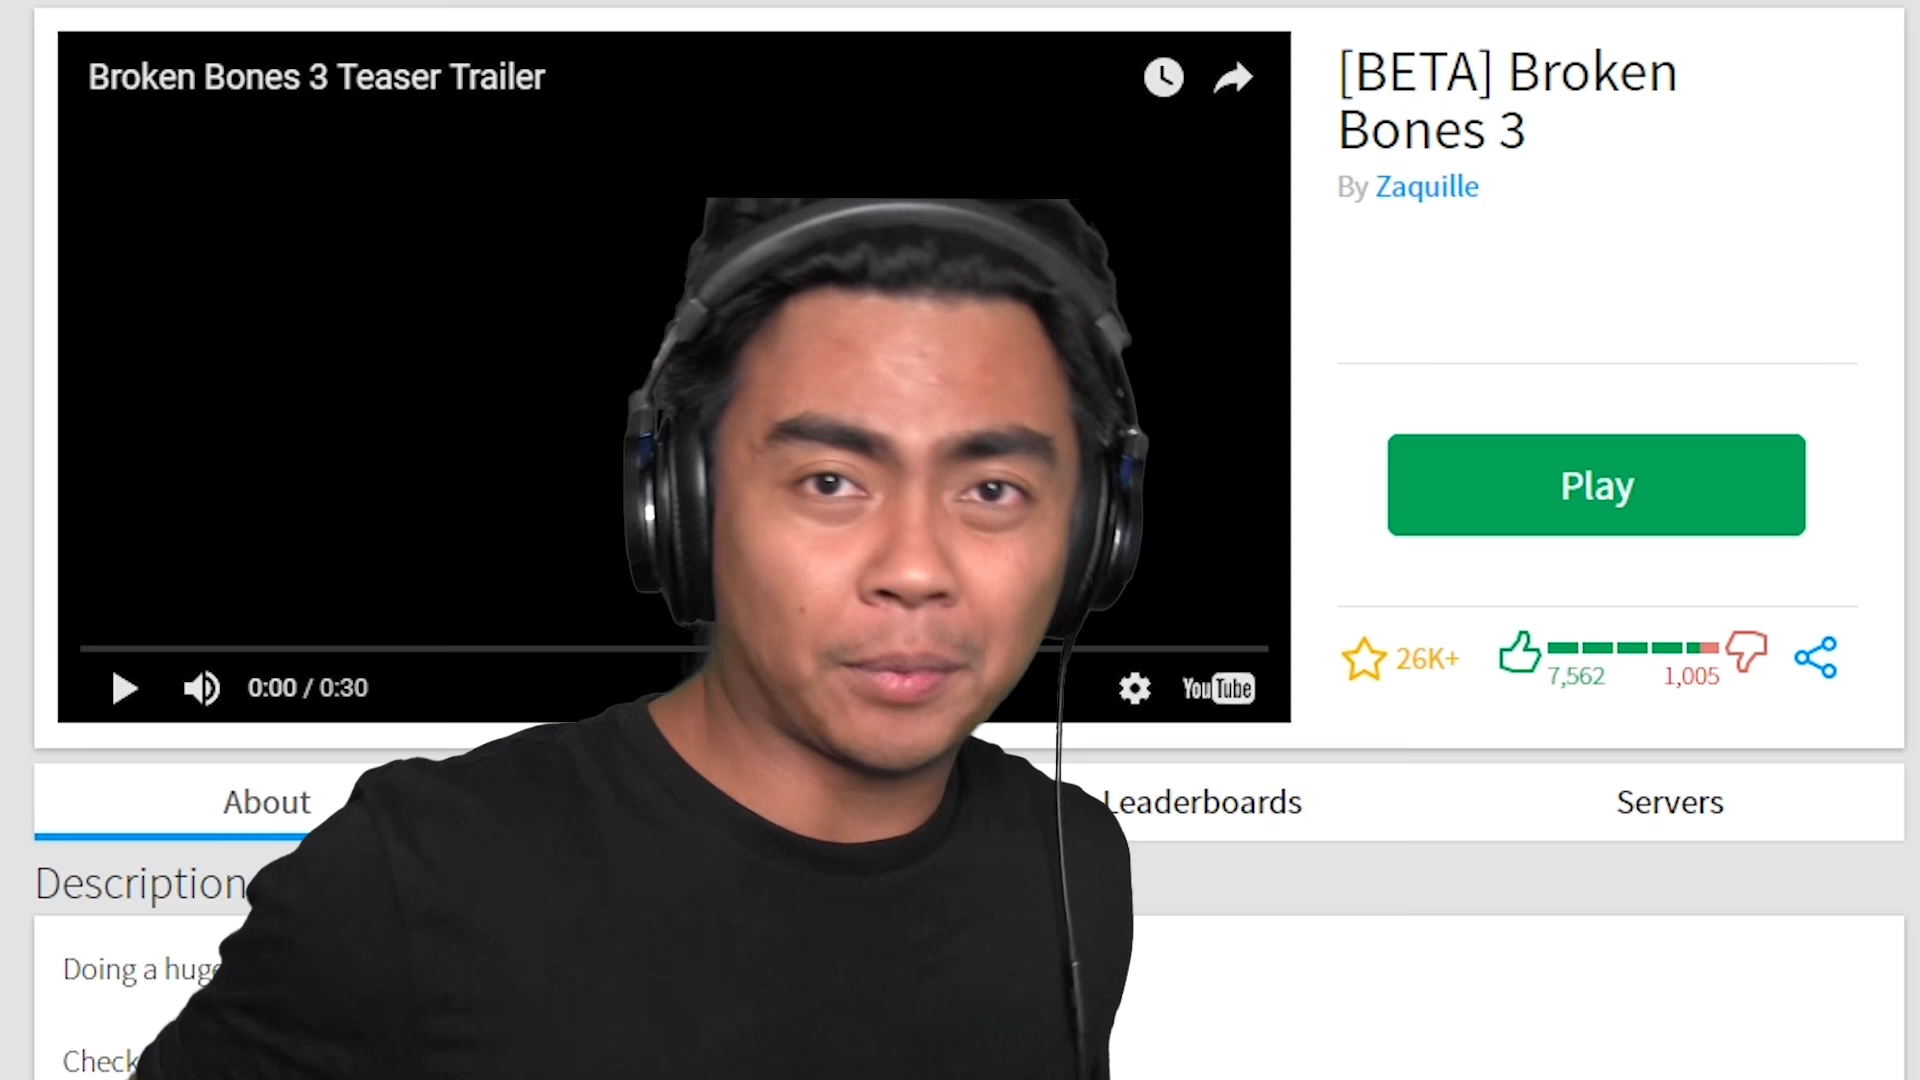 Broken Bones 3 Teaser Trailer
[BETA] Broken
Bones 3
By Zaquille
Play
26K+
7,562
1,005
0:00 / 0:30
YouTube
About
Leaderboards
Servers
Description
Doing a huge
Check